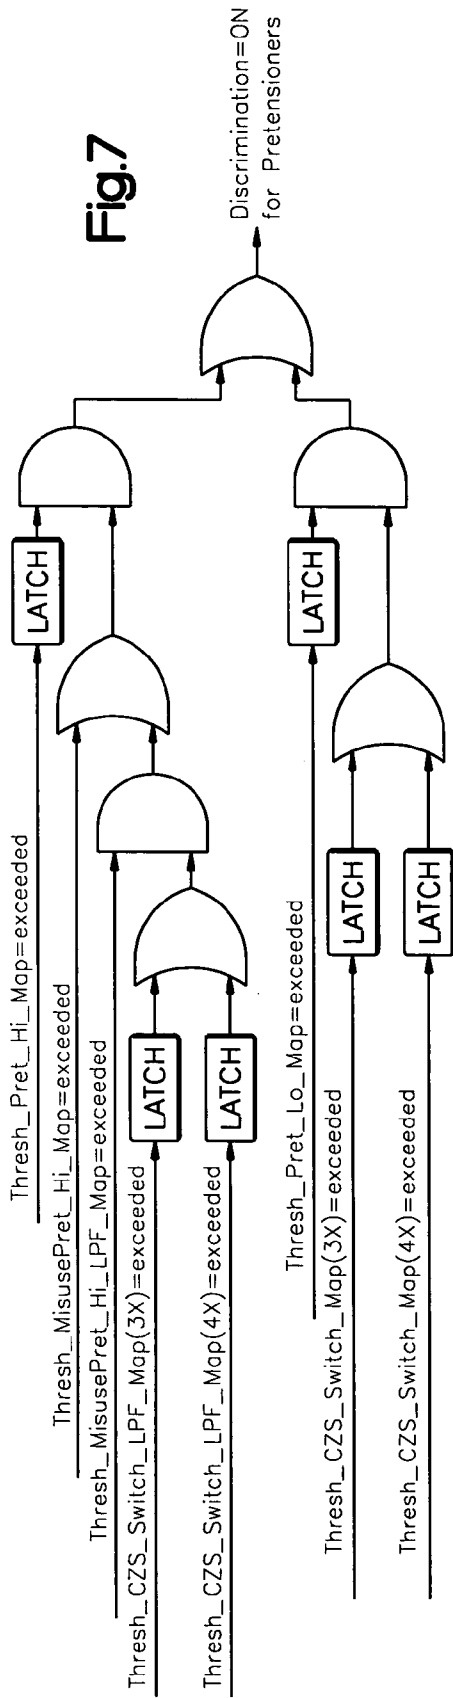 Fig.7
Thresh_Pret_Hi_Map=exceeded
LATCH
Thresh_MisusePret_Hi_Map=exceeded
Thresh_MisusePret_Hi_LPF_Map=exceeded
Thresh_CZS_Switch_LPF_Map(3X)=exceeded
LATCH
Thresh_CZS_Switch_LPF_Map(4X)=exceeded
LATCH
Discrimination=ON
for Pretensioners
Thresh_Pret_Lo_Map=exceeded
LATCH
Thresh_CZS_Switch_Map(3X)=exceeded
LATCH
Thresh_CZS_Switch_Map(4X)=exceeded
LATCH